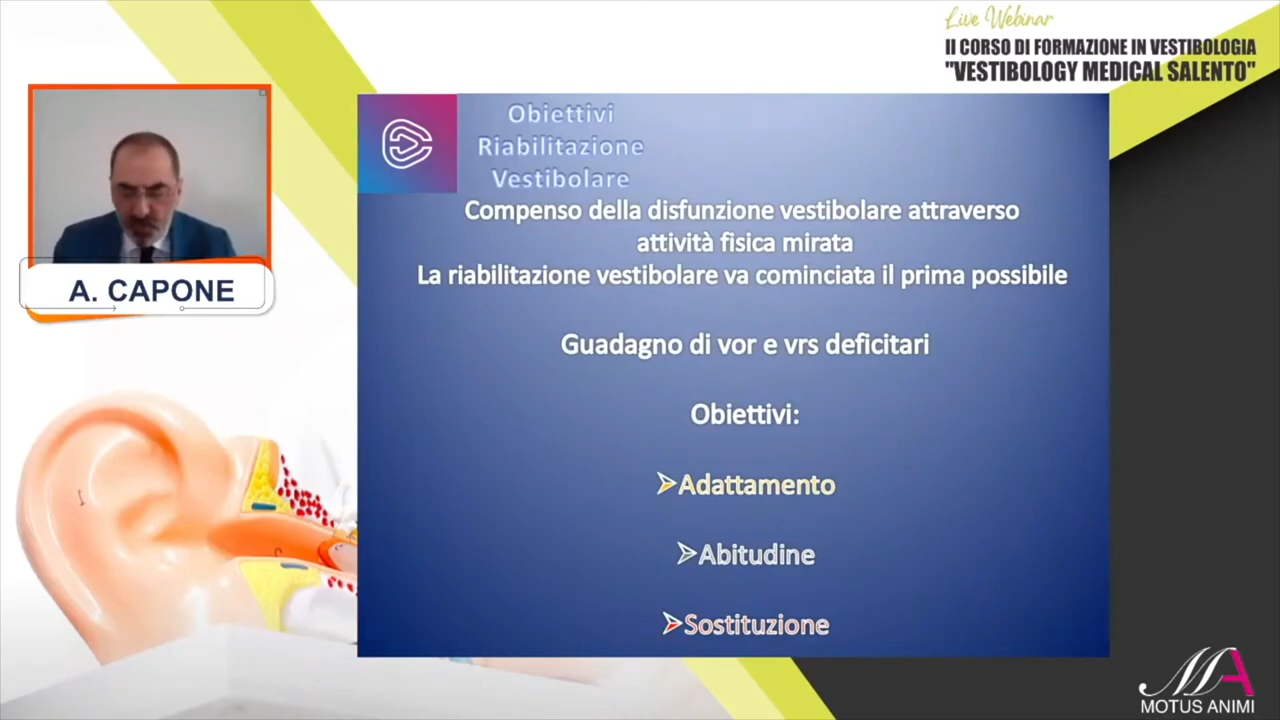 Live Webinar
II CORSO DI FORMAZIONE IN VESTIBOLOGIA
"VESTIBOLOGY MEDICAL SALENTO"
A. CAPONE
Obiettivi
Riabilitazione
Vestibolare
Compenso della disfunzione vestibolare attraverso
attività fisica mirata
La riabilitazione vestibolare va cominciata il prima possibile
Guadagno di vor e vrs deficitari
Obiettivi:
➢Adattamento
➢Abitudine
➢Sostituzione
MA
MOTUS ANIMI